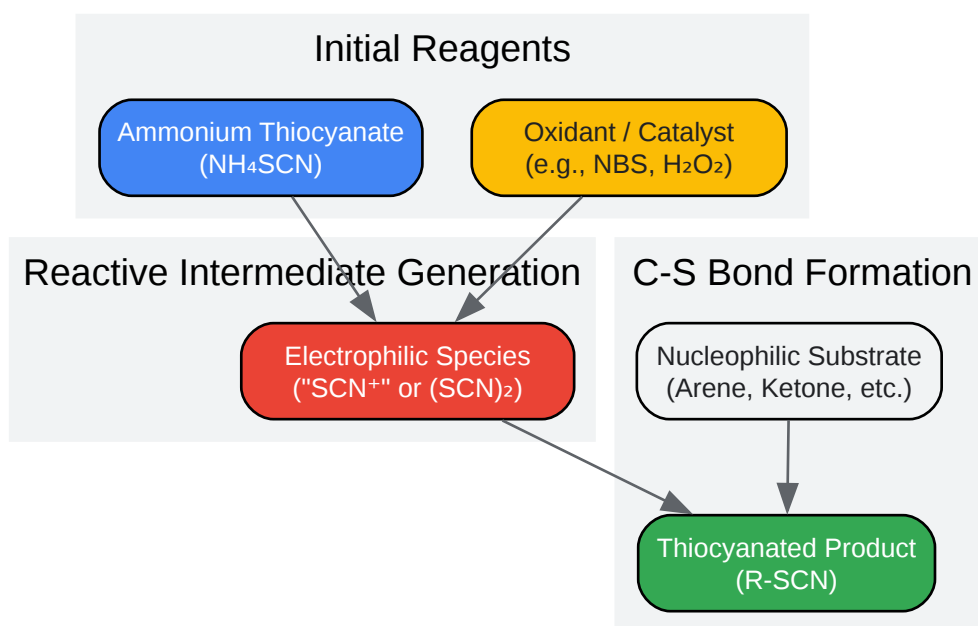 Initial Reagents
Ammonium Thiocyanate
(NH₄SCN)
Oxidant / Catalyst
(e.g., NBS, H₂O₂)
Reactive Intermediate Generation
Electrophilic Species
("SCN⁺" or (SCN)₂)
C-S Bond Formation
Nucleophilic Substrate
(Arene, Ketone, etc.)
Thiocyanated Product
(R-SCN)